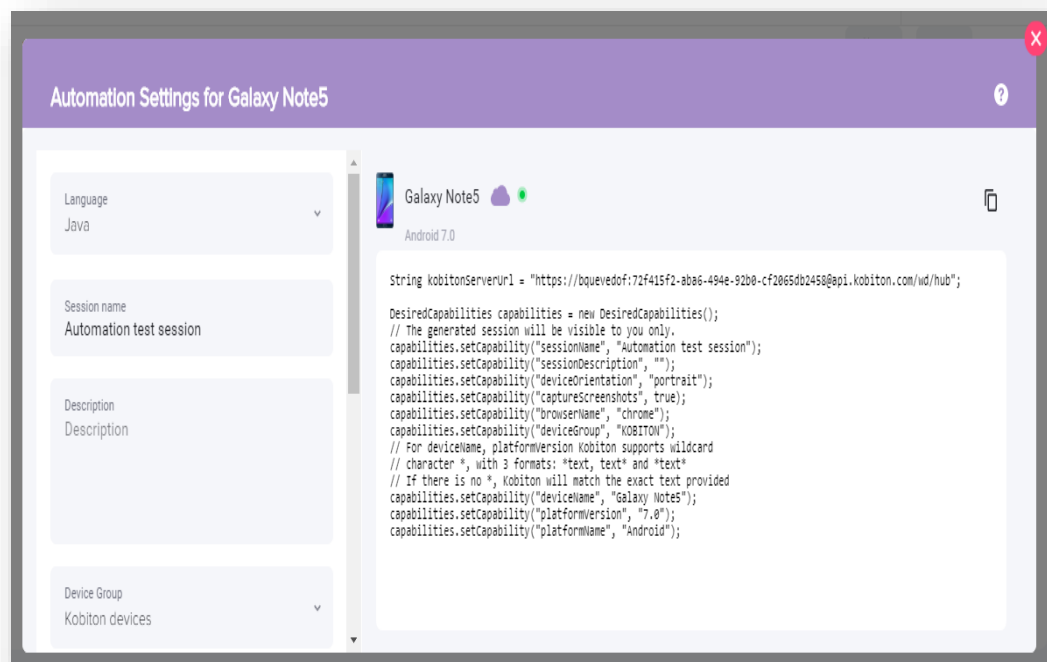 X
Automation Settings for Galaxy Note5
?
Language
Java
Session name
Automation test session
Description
Description
Device Group
Kobiton devices
Galaxy Note5
Android 7.0
String kobitonServerUrl = "https://bquevedof:72f415f2-aba6-494e-92b0-cf2065db2458@api.kobiton.com/wd/hub";
DesiredCapabilities capabilities = new DesiredCapabilities();
// The generated session will be visible to you only.
capabilities.setCapability("sessionName", "Automation test session");
capabilities.setCapability("sessionDescription", "");
capabilities.setCapability("deviceOrientation", "portrait");
capabilities.setCapability("captureScreenshots", true);
capabilities.setCapability("browserName", "chrome");
capabilities.setCapability("deviceGroup", "KOBITON");
// For deviceName, platformVersion Kobiton supports wildcard
// character *, with 3 formats: *text, text* and *text*
// If there is no *, Kobiton will match the exact text provided
capabilities.setCapability("deviceName", "Galaxy Note5");
capabilities.setCapability("platformVersion", "7.0");
capabilities.setCapability("platformName", "Android");